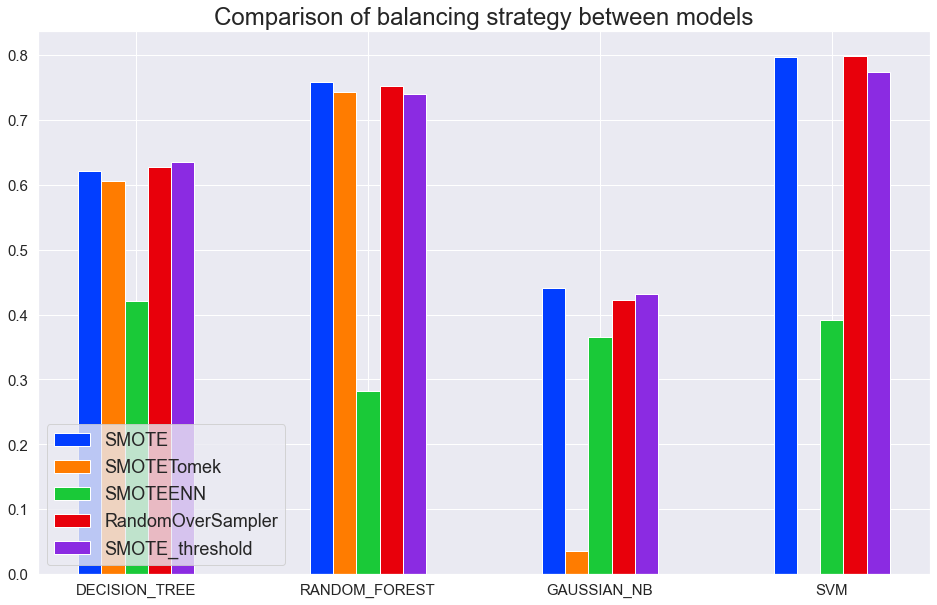 Comparison of balancing strategy between models
0.8
0.7
0.6
0.5
0.4
0.3
0.2
0.1
0.0
SMOTE
SMOTETomek
SMOTEENN
RandomOverSampler
SMOTE_threshold
DECISION_TREE RANDOM_FOREST GAUSSIAN_NB SVM